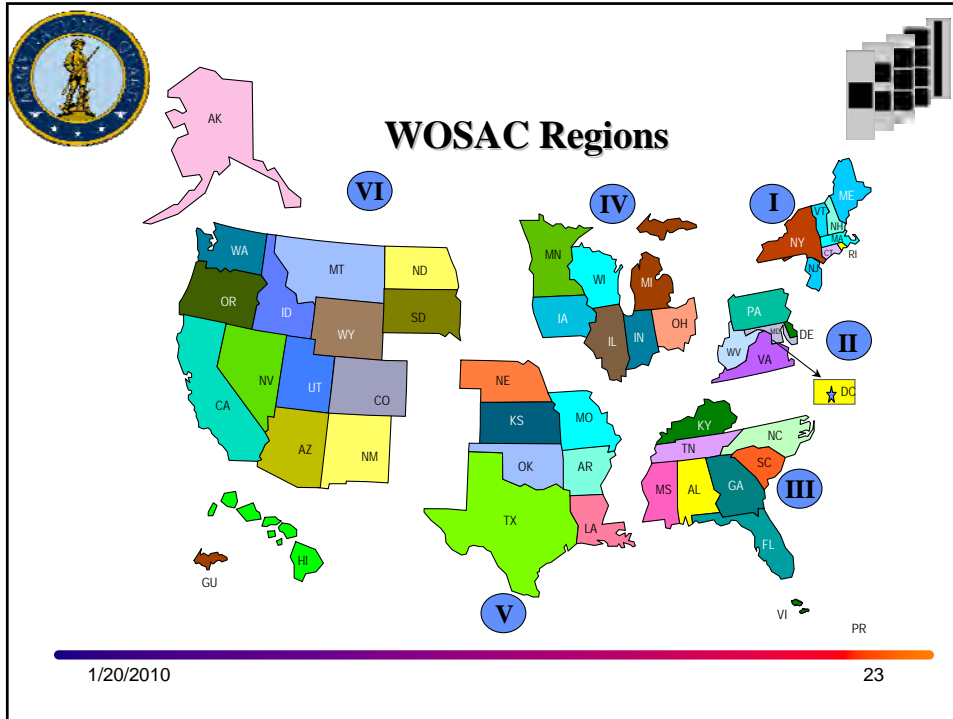 WOSAC Regions
AK
VI
IV
I
ME
VT
NH
NY
MA
CT
RI
NJ
WA
MT
ND
MN
WI
MI
OR
ID
SD
WY
IA
IL
IN
OH
PA
MD
DE
II
WV
VA
DC
NV
UT
CO
CA
NE
KS
MO
KY
NC
TN
AZ
NM
OK
AR
SC
MS
AL
GA
III
TX
LA
FL
HI
GU
V
VI
PR
1/20/2010
23